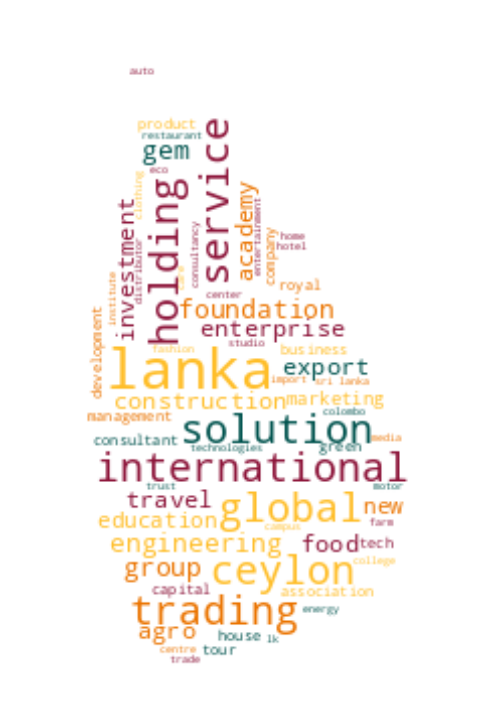 auto
product
restaurant
gem
eco
service
holding
clothing
investment
distributor
consultancy
academy
entertainment
company
home
hotel
institute
center
royal
development
foundation
enterprise
studio
fashion
business
lanka
export
import
sri lanka
construction
marketing
management
colombo
solution
consultant
media
technologies
green
international
trust
motor
travel
global
new
education
campus
farm
engineering
food
tech
group
ceylon
college
capital
association
trading
energy
agro
house
lk
centre
tour
trade